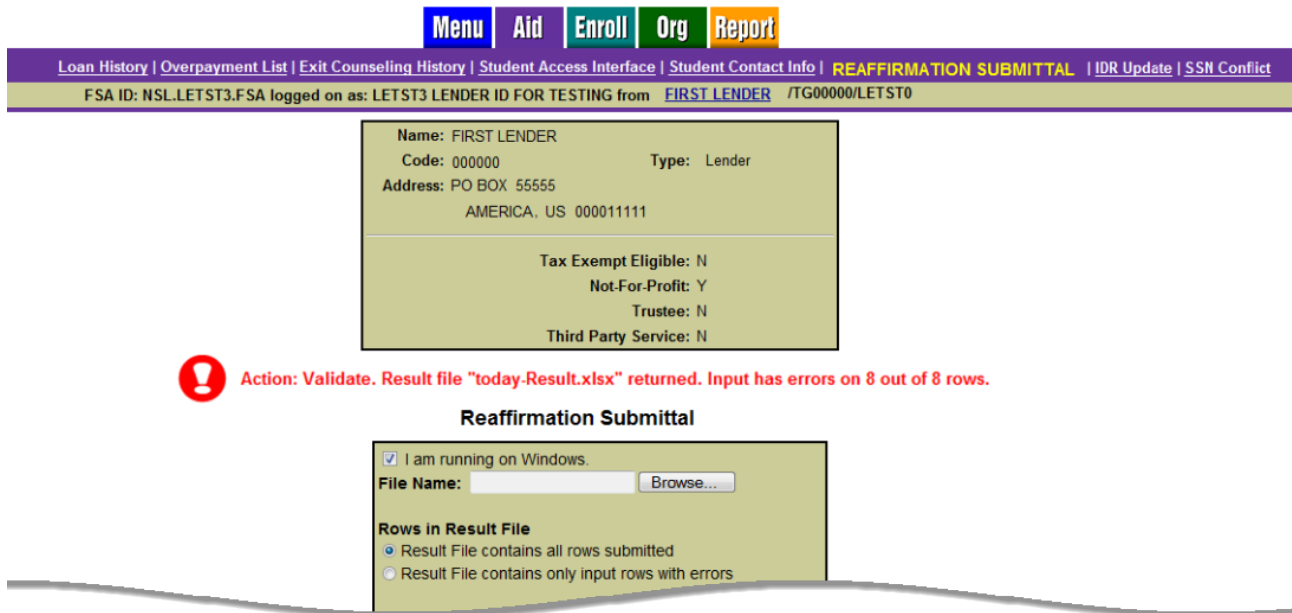 Menu Aid Enroll Org Report
Loan History | Overpayment List | Exit Counseling History | Student Access Interface | Student Contact Info | REAFFIRMATION SUBMITTAL | IDR Update | SSN Conflict
FSA ID: NSL.LETST3.FSA logged on as: LETST3 LENDER ID FOR TESTING from FIRST LENDER /TG00000/LETST0
Name: FIRST LENDER
Code: 000000 Type: Lender
Address: PO BOX 55555
AMERICA, US 000011111
Tax Exempt Eligible: N
Not-For-Profit: Y
Trustee: N
Third Party Service: N
Action: Validate. Result file "today-Result.xlsx" returned. Input has errors on 8 out of 8 rows.
Reaffirmation Submittal
I am running on Windows.
File Name: Browse...
Rows in Result File
Result File contains all rows submitted
Result File contains only input rows with errors